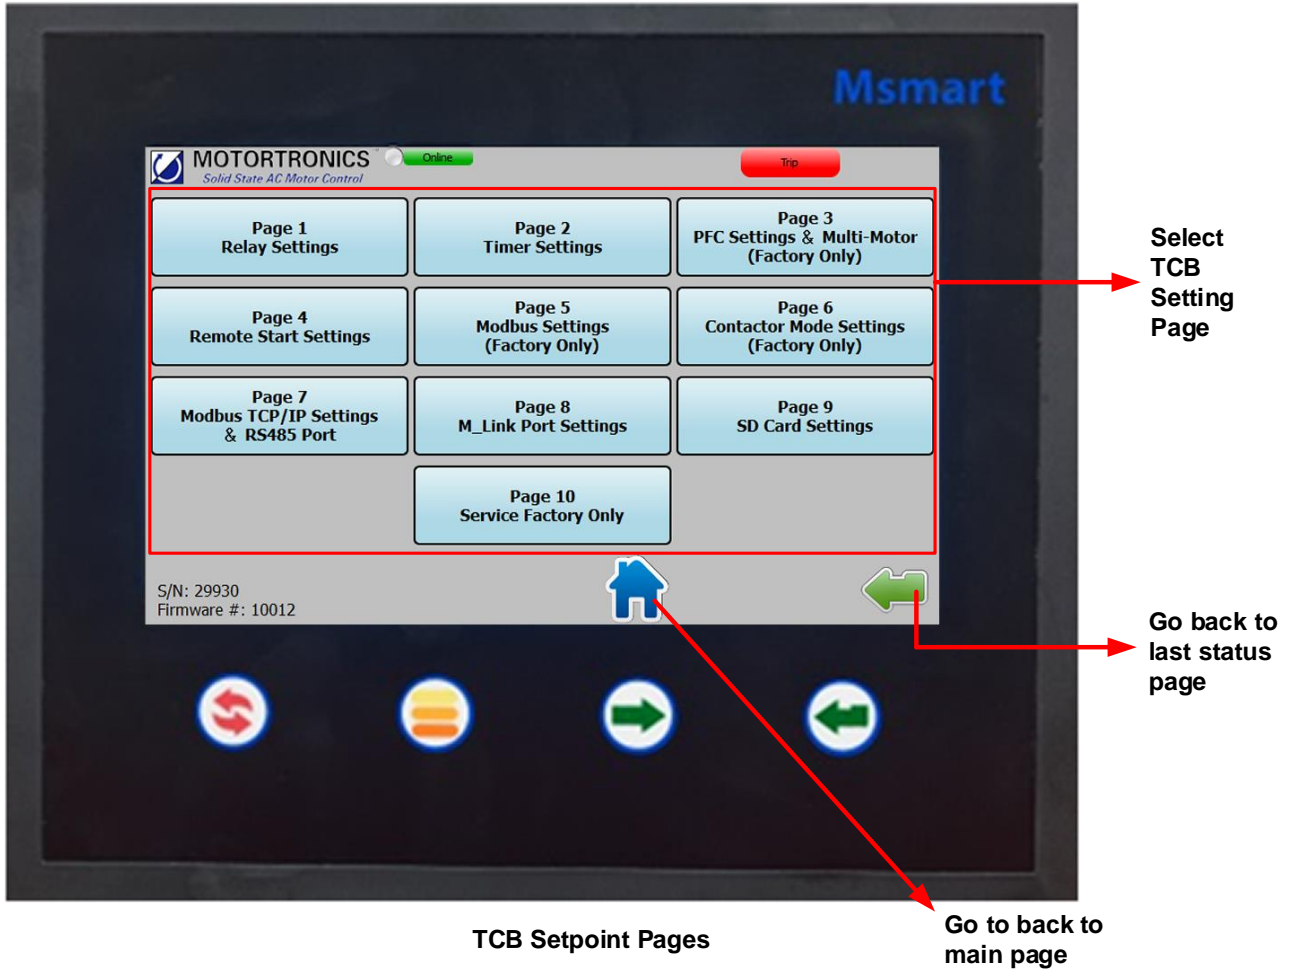 Msmart
MOTORTRONICS
Solid State AC Motor Control
Online
Trip
Page 1
Relay Settings
Page 2
Timer Settings
Page 3
PFC Settings & Multi-Motor
(Factory Only)
Page 4
Remote Start Settings
Page 5
Modbus Settings
(Factory Only)
Page 6
Contactor Mode Settings
(Factory Only)
Page 7
Modbus TCP/IP Settings
& RS485 Port
Page 8
M_Link Port Settings
Page 9
SD Card Settings
Page 10
Service Factory Only
S/N: 29930
Firmware #: 10012
Select
TCB
Setting
Page
Go back to
last status
page
Go to back to
main page
TCB Setpoint Pages